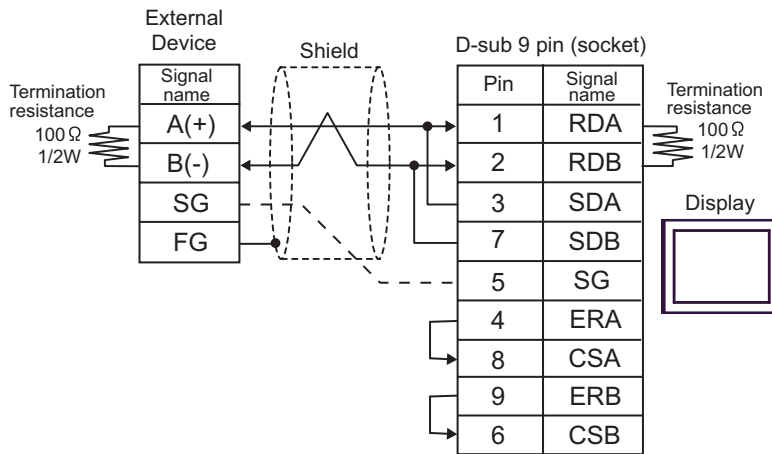 External
Device
Shield
D-sub 9 pin (socket)
Termination
resistance
100Ω
1/2W
Signal
name
A(+)
B(-)
SG
FG
Pin
Signal
name
1 RDA
2 RDB
3 SDA
7 SDB
5 SG
4 ERA
8 CSA
9 ERB
6 CSB
Termination
resistance
100Ω
1/2W
Display